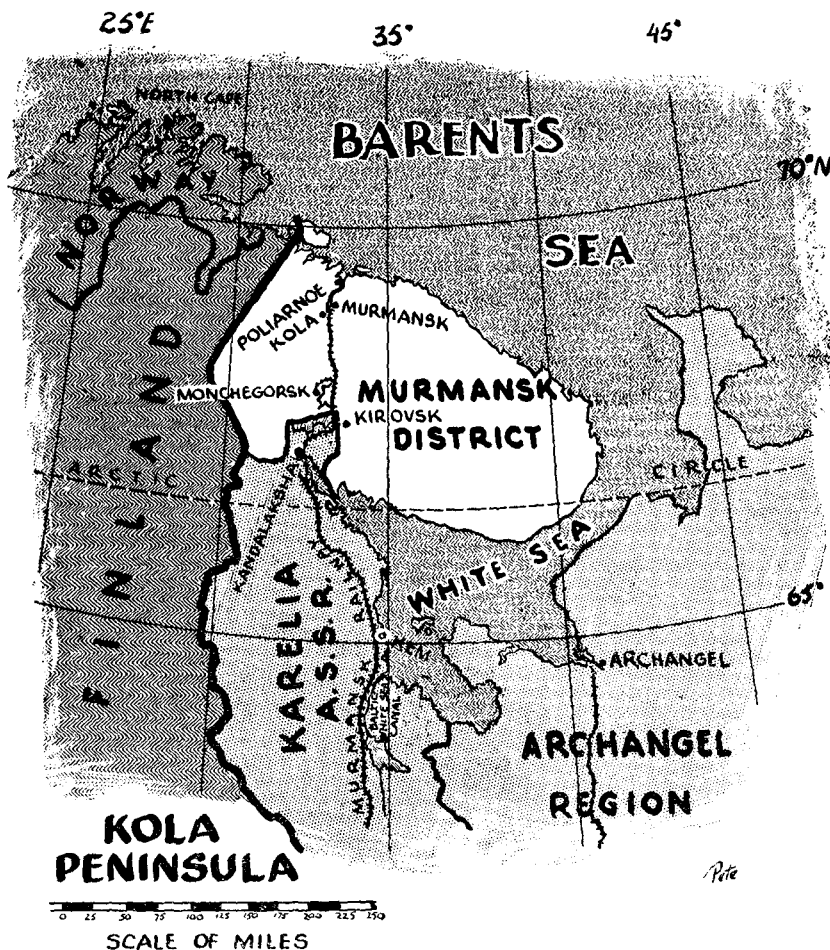 25°E
35°
45°
NORTH CAPE
BARENTS
70°N
NORWAY
SEA
POLIARNOE
KOLA
MURMANSK
MONCHEGORSK
MURMANSK
KIROVSK
DISTRICT
FINLAND
ARCTIC
CIRCLE
KANDALAKSHA
WHITE SEA
65°
KARELIA
A.S.S.R.
MURMANSK RAILWAY
ARCHANGEL
WHITE SEA
CANAL
ARCHANGEL
REGION
KOLA
PENINSULA
Pete
0 25 50 75 100 125 150 175 200 225 250
SCALE OF MILES